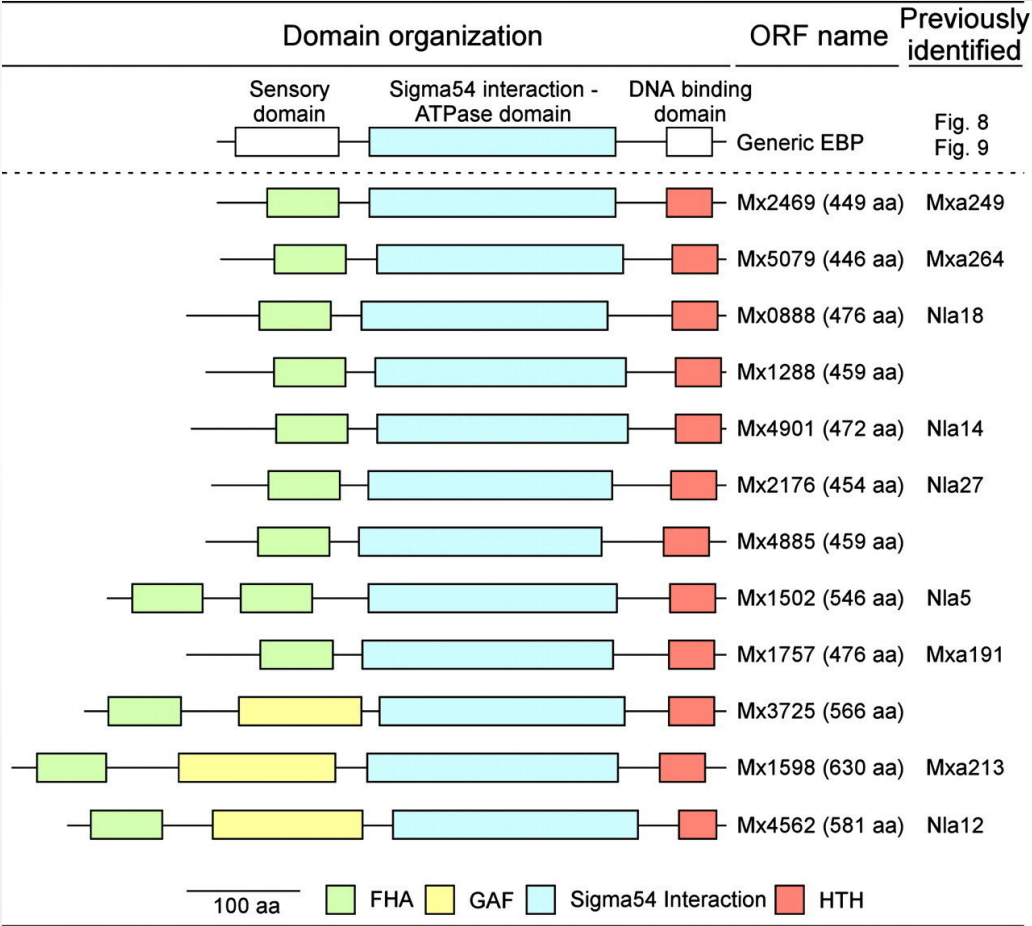 Domain organization
ORF name
Previously
identified
Sensory
domain
Sigma54 interaction -
ATPase domain
DNA binding
domain
Generic EBP
Fig. 8
Fig. 9
Mx2469 (449 aa) Mxa249
Mx5079 (446 aa) Mxa264
Mx0888 (476 aa) Nla18
Mx1288 (459 aa)
Mx4901 (472 aa) Nla14
Mx2176 (454 aa) Nla27
Mx4885 (459 aa)
Mx1502 (546 aa) Nla5
Mx1757 (476 aa) Mxa191
Mx3725 (566 aa)
Mx1598 (630 aa) Mxa213
Mx4562 (581 aa) Nla12
100 aa
FHA GAF Sigma54 Interaction HTH